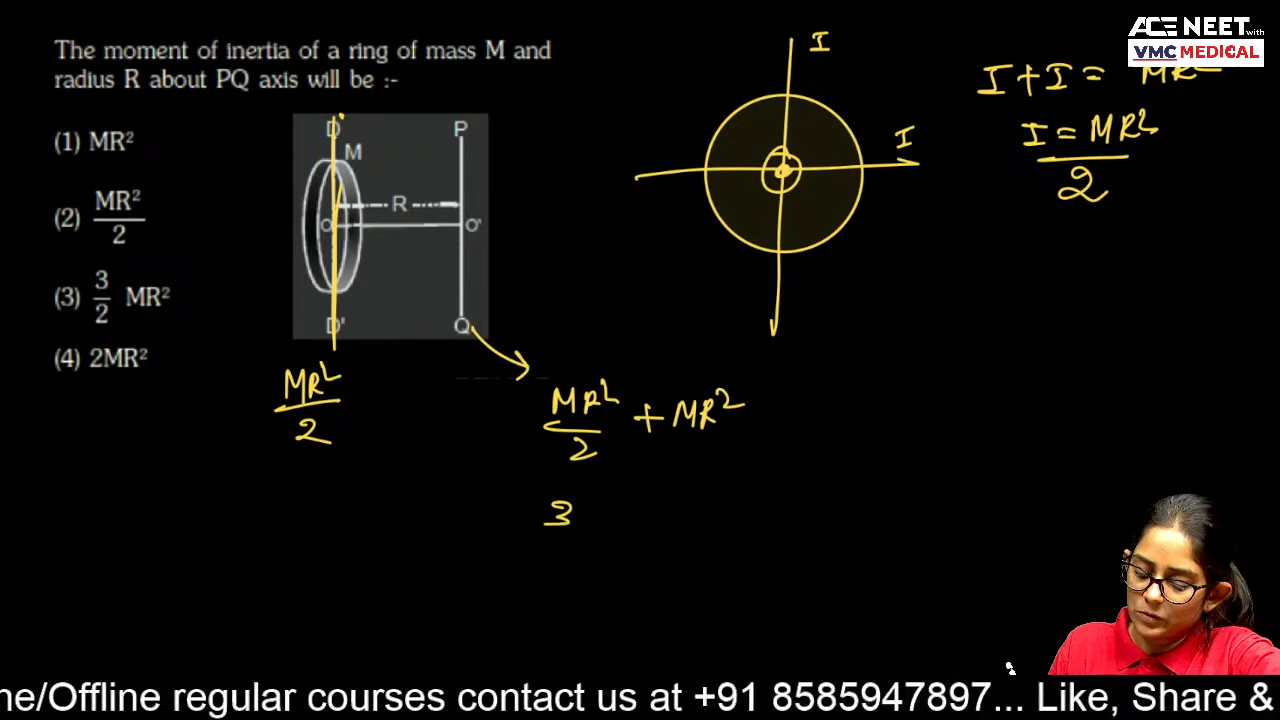 The moment of inertia of a ring of mass M and
radius R about PQ axis will be :-
(1) MR²
(2) MR²/2
(3) 3/2 MR²
(4) 2MR²
D
M
P
R
O
O'
D'
Q
MR²/2
MR²/2 + MR²
3
I
I
I + I = MR²
I = MR²/2
ACE NEET with
VMC MEDICAL
ne/Offline regular courses contact us at +91 8585947897... Like, Share &